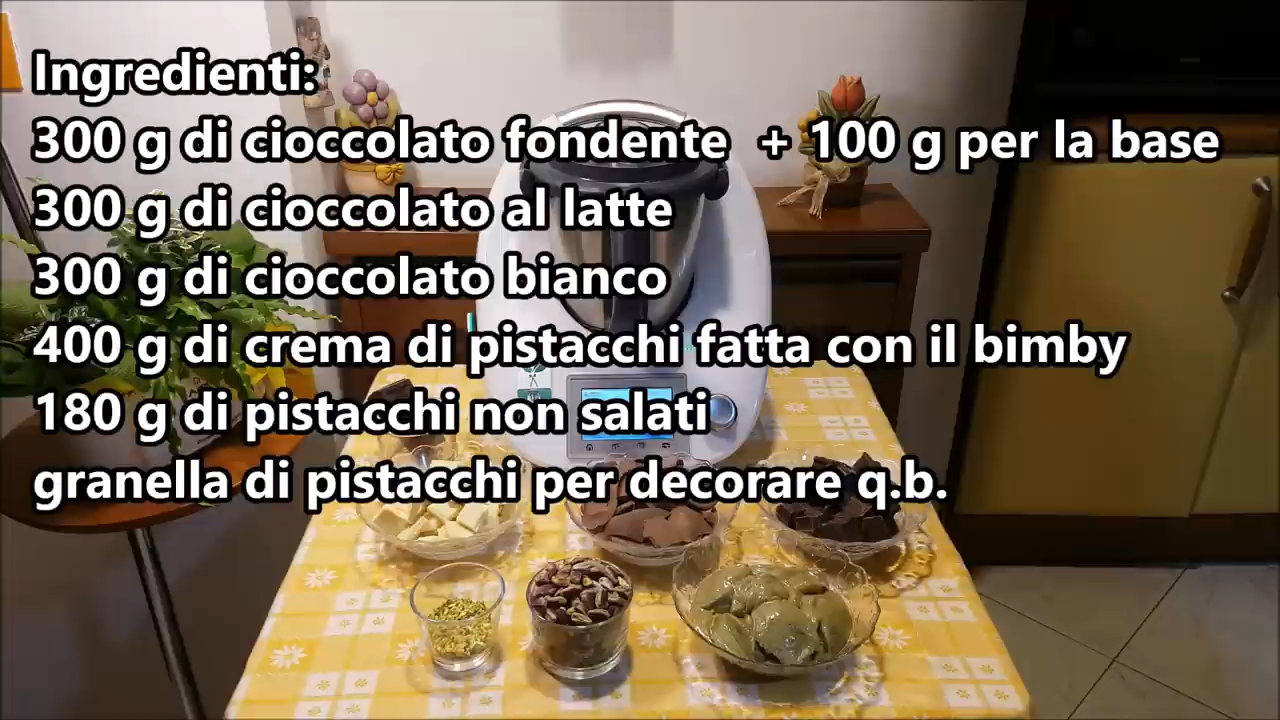 Ingredienti:
300 g di cioccolato fondente + 100 g per la base
300 g di cioccolato al latte
300 g di cioccolato bianco
400 g di crema di pistacchi fatta con il bimby
180 g di pistacchi non salati
granella di pistacchi per decorare q.b.